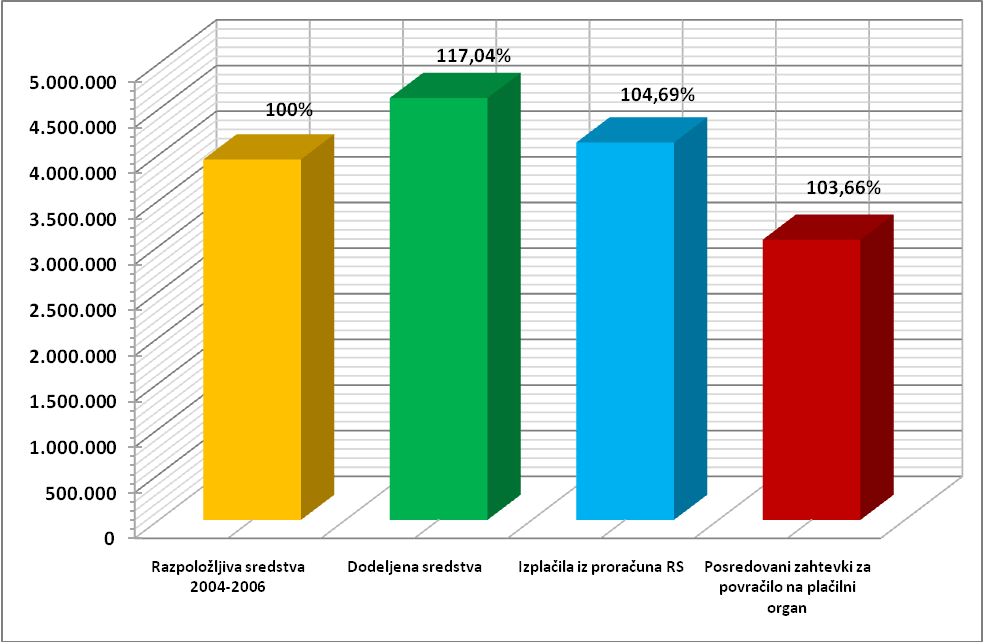 117,04%
100%
104,69%
103,66%
5.000.000
4.500.000
4.000.000
3.500.000
3.000.000
2.500.000
2.000.000
1.500.000
1.000.000
500.000
0
Razpoložljiva sredstva
2004-2006
Dodeljena sredstva
Izplačila iz proračuna RS
Posredovani zahtevki za
povračilo na plačilni
organ